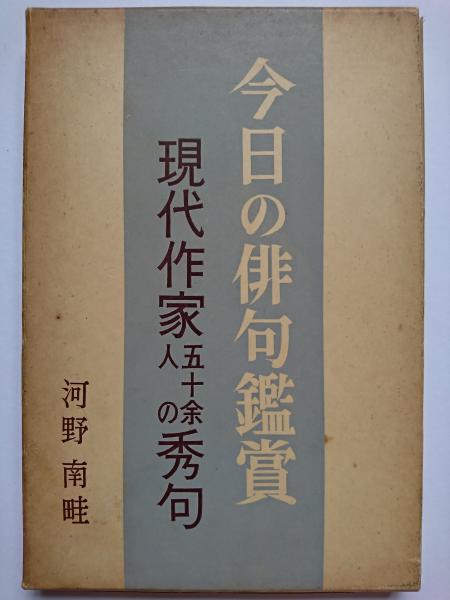 今日の俳句鑑賞
現代作家五十余人の秀句
河野南畦